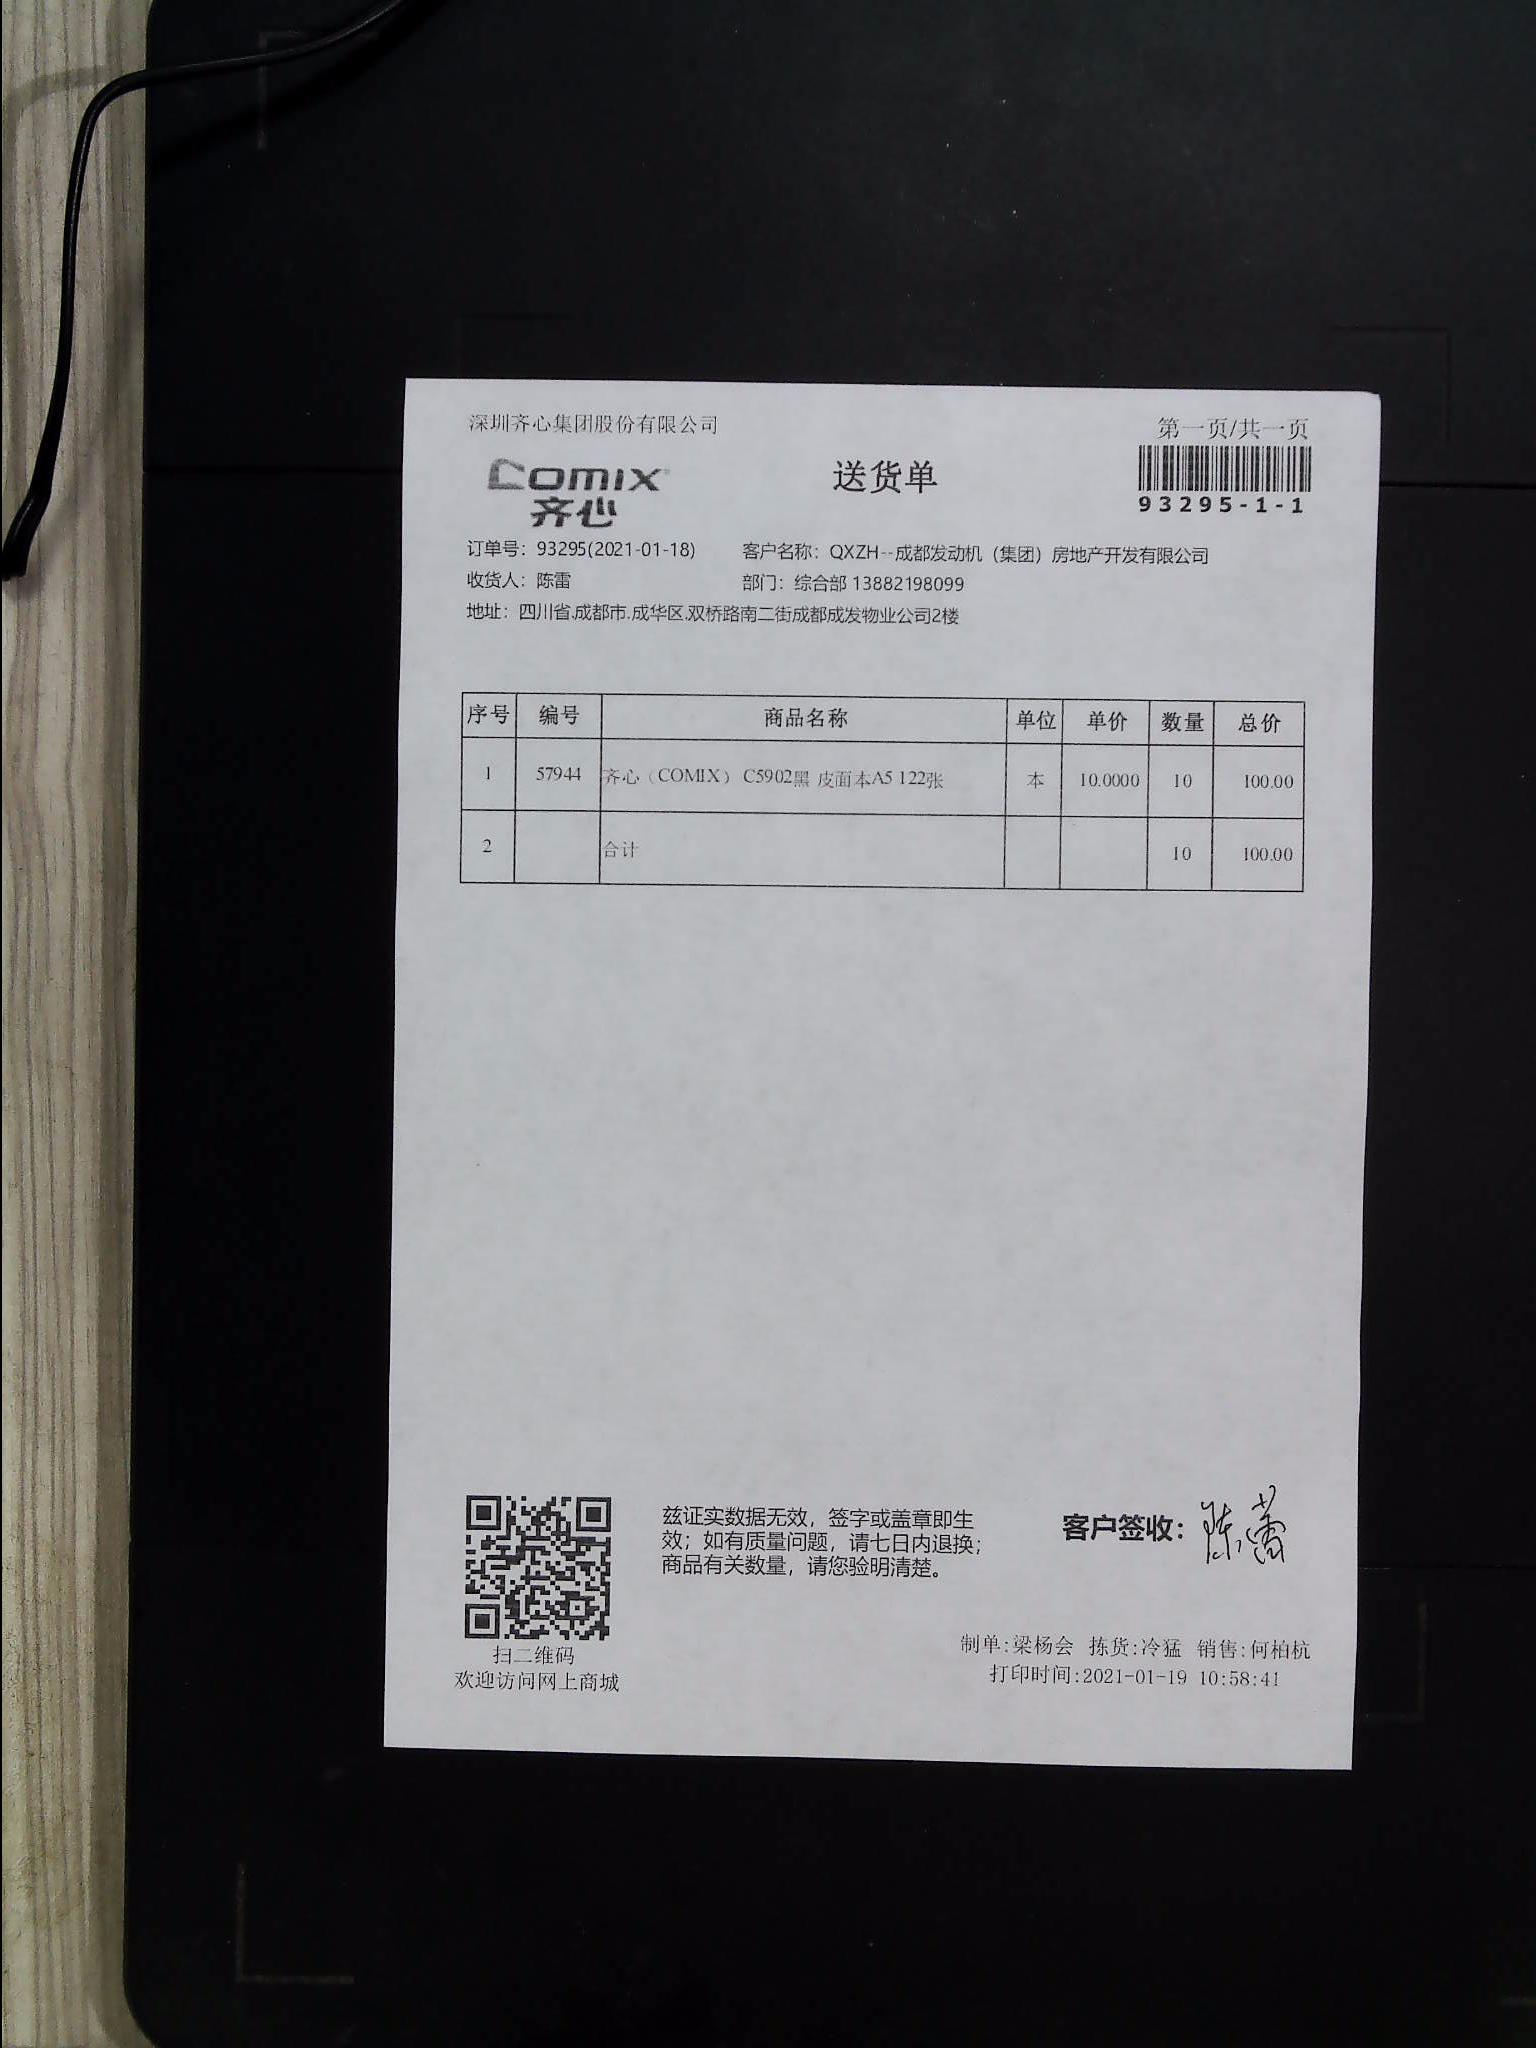 深圳齐心集团股份有限公司
第一页/共一页
COMIX
齐心
送货单
93295-1-1
订单号：93295(2021-01-18) 客户名称：QXZH--成都发动机（集团）房地产开发有限公司
收货人：陈雷 部门：综合部 13882198099
地址：四川省.成都市.成华区.双桥路南二街成都成发物业公司2楼
序号 编号 商品名称 单位 单价 数量 总价
1 57944 齐心（COMIX） C5902黑 皮面本A5 122张 本 10.0000 10 100.00
2 合计 10 100.00
兹证实数据无效，签字或盖章即生
效；如有质量问题，请七日内退换；
商品有关数量，请您验明清楚。
客户签收：陈雷
扫二维码
欢迎访问网上商城
制单:梁杨会 拣货:冷猛 销售:何柏杭
打印时间:2021-01-19 10:58:41